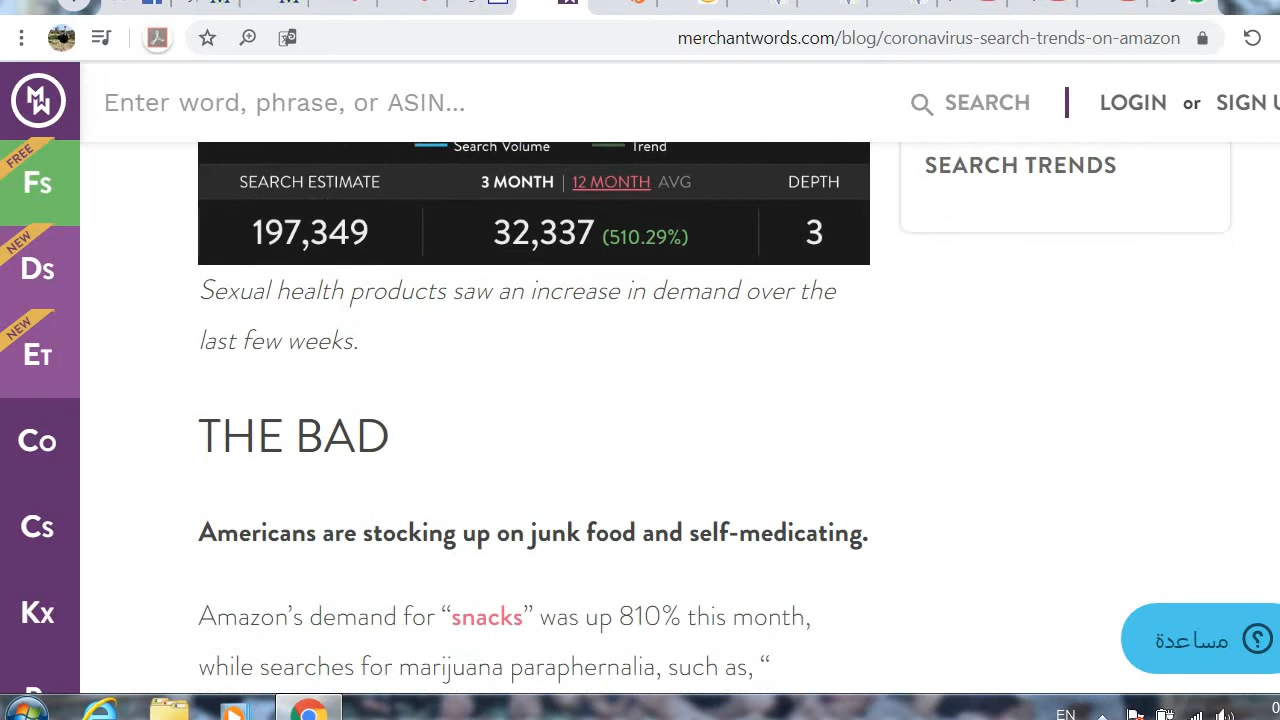 merchantwords.com/blog/coronavirus-search-trends-on-amazon
Enter word, phrase, or ASIN...
SEARCH
LOGIN or SIGN U
FREE
Fs
NEW
Ds
NEW
Et
Co
Cs
Kx
Search Volume Trend
SEARCH ESTIMATE 3 MONTH | 12 MONTH AVG DEPTH
197,349 32,337 (510.29%) 3
SEARCH TRENDS
Sexual health products saw an increase in demand over the
last few weeks.
THE BAD
Americans are stocking up on junk food and self-medicating.
Amazon’s demand for “snacks” was up 810% this month,
while searches for marijuana paraphernalia, such as, “
مساعدة
EN